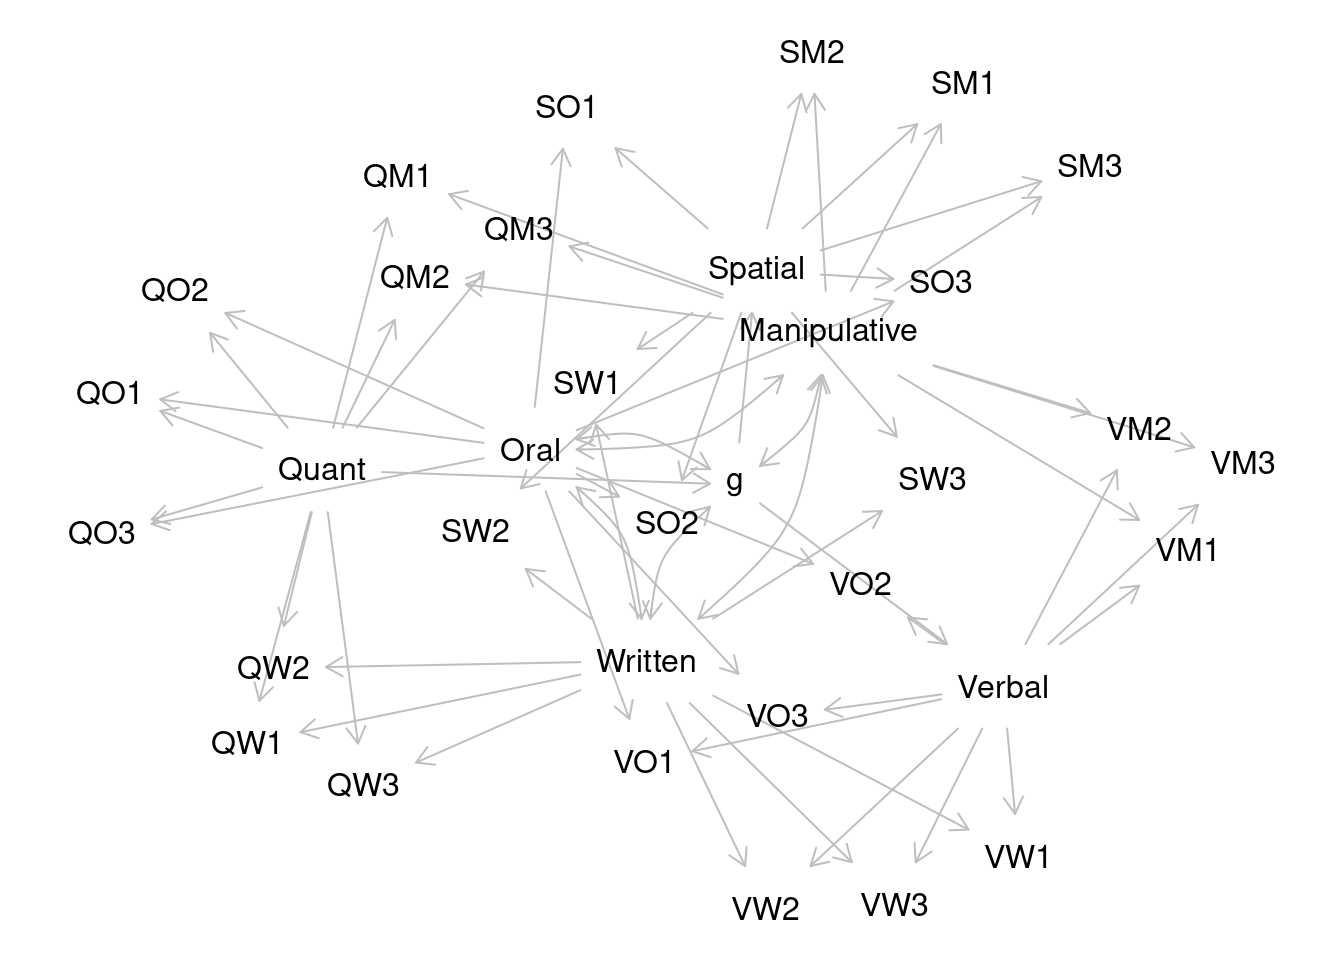 SM2
SM1
SO1
SM3
QM1
QM3
Spatial
QM2
SO3
QO2
Manipulative
SW1
QO1
VM2
Oral
VM3
Quant
g
SW3
SO2
SW2
QO3
VM1
VO2
Written
QW2
Verbal
VO3
QW1
VO1
QW3
VW1
VW3
VW2